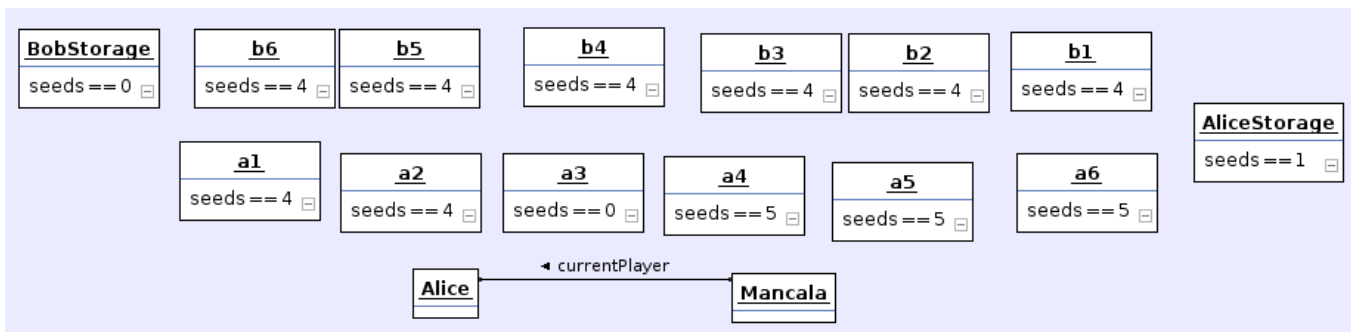 BobStorage
seeds == 0
b6
seeds == 4
b5
seeds == 4
b4
seeds == 4
b3
seeds == 4
b2
seeds == 4
b1
seeds == 4
AliceStorage
seeds == 1
a1
seeds == 4
a2
seeds == 4
a3
seeds == 0
a4
seeds == 5
a5
seeds == 5
a6
seeds == 5
Alice
◄ currentPlayer
Mancala